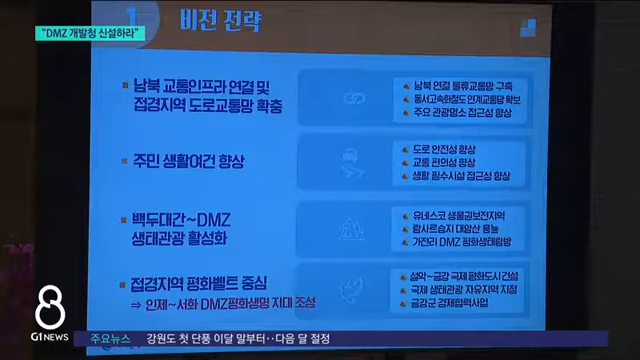 "DMZ 개발청 신설하라"
1 비전 전략
남북 교통인프라 연결 및
접경지역 도로교통망 확충
남북 연결 물류교통망 구축
동서고속화철도 연계교통망 확보
주요 관광명소 접근성 향상
주민 생활여건 향상
도로 안전성 향상
교통 편의성 향상
생활 필수시설 접근성 향상
백두대간~DMZ
생태관광 활성화
유네스코 생물권보전지역
람사르습지 대암산 용늪
가전리 DMZ 평화생태탐방
접경지역 평화벨트 중심
⇒ 인제~서화 DMZ평화생명 지대 조성
설악~금강 국제 평화도시 건설
국제 생태관광 자유지역 지정
금강군 경제협력사업
G1NEWS
주요뉴스 강원도 첫 단풍 이달 말부터··다음 달 절정